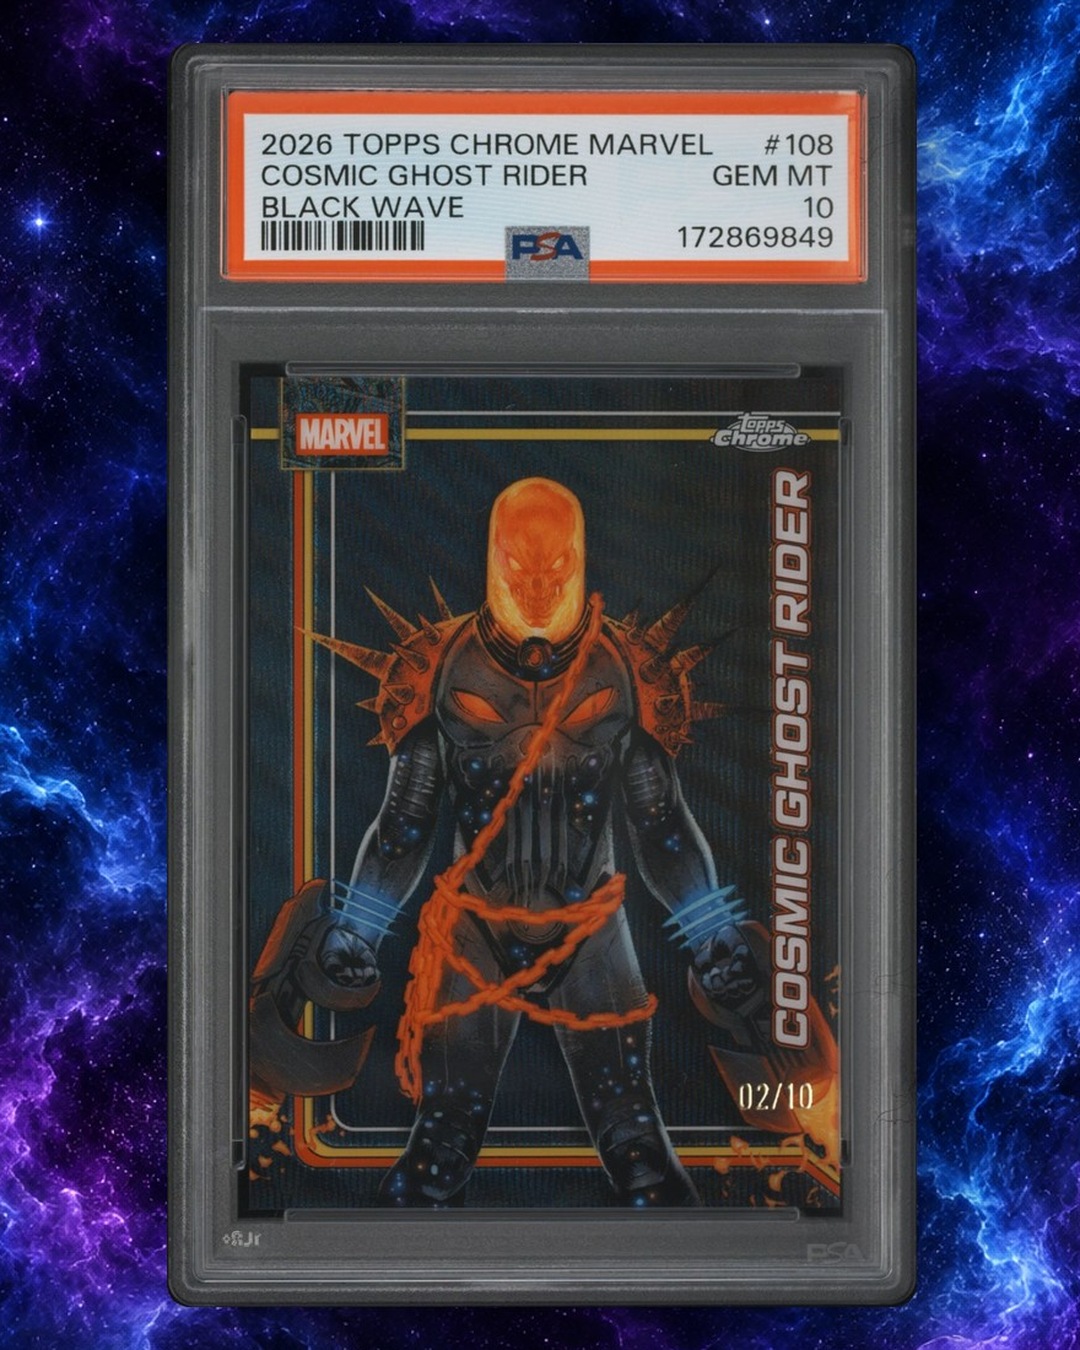 2026 TOPPS CHROME MARVEL #108
COSMIC GHOST RIDER GEM MT
BLACK WAVE 10
PSA 172869849
MARVEL
Topps Chrome
COSMIC GHOST RIDER
02/10
PSA